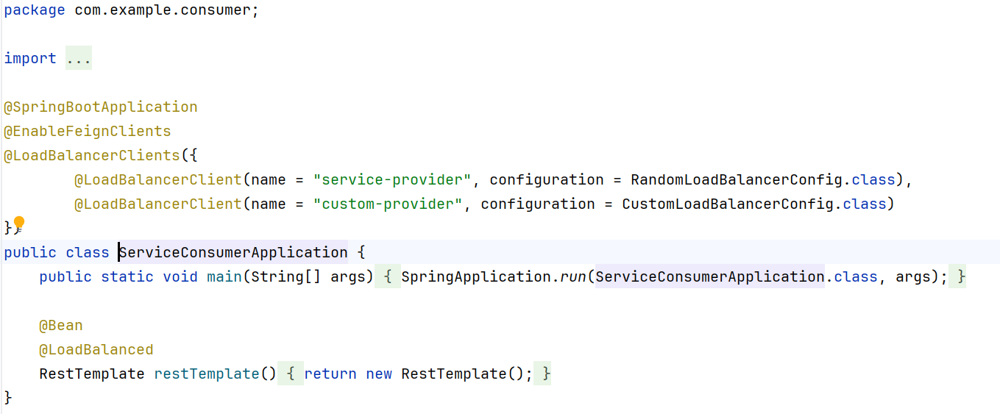 package com.example.consumer;
import ...
@SpringBootApplication
@EnableFeignClients
@LoadBalancerClients({
        @LoadBalancerClient(name = "service-provider", configuration = RandomLoadBalancerConfig.class),
        @LoadBalancerClient(name = "custom-provider", configuration = CustomLoadBalancerConfig.class)
})
public class ServiceConsumerApplication {
    public static void main(String[] args) { SpringApplication.run(ServiceConsumerApplication.class, args); }
    @Bean
    @LoadBalanced
    RestTemplate restTemplate() { return new RestTemplate(); }
}